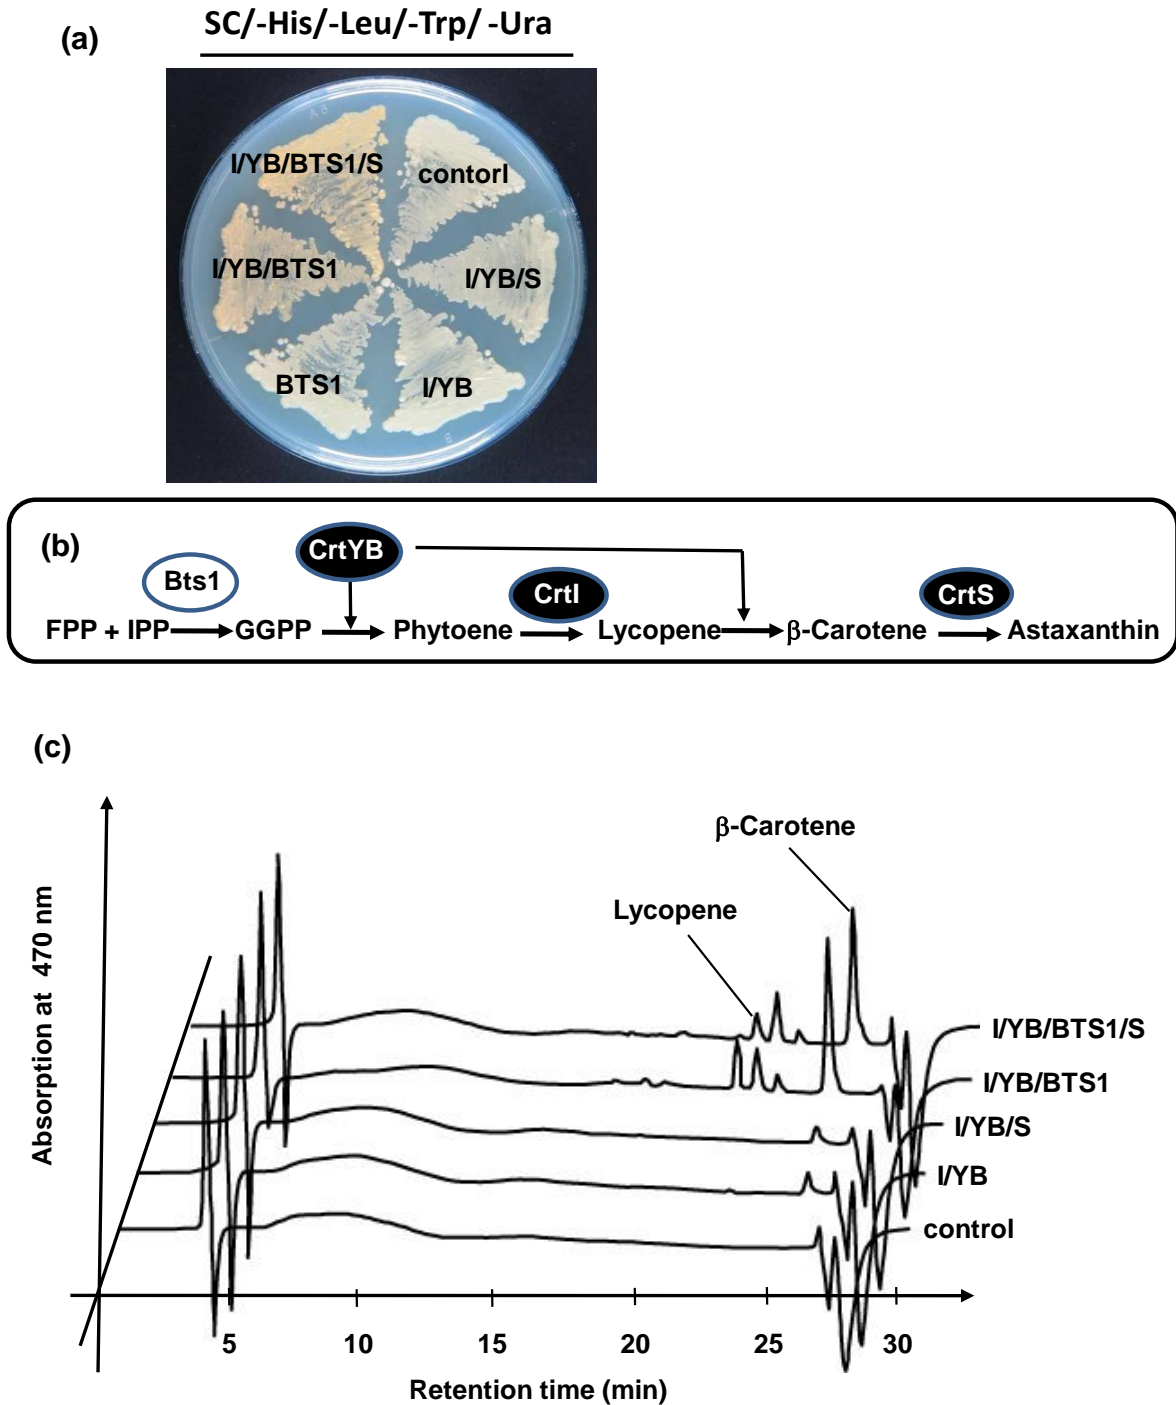 (a)
SC/-His/-Leu/-Trp/ -Ura
I/YB/BTS1/S
contorl
I/YB/BTS1
I/YB/S
BTS1
I/YB
(b)
CrtYB
Bts1
CrtI
CrtS
FPP + IPP GGPP Phytoene Lycopene β-Carotene Astaxanthin
(c)
β-Carotene
Lycopene
Absorption at 470 nm
I/YB/BTS1/S
I/YB/BTS1
I/YB/S
I/YB
control
5 10 15 20 25 30
Retention time (min)